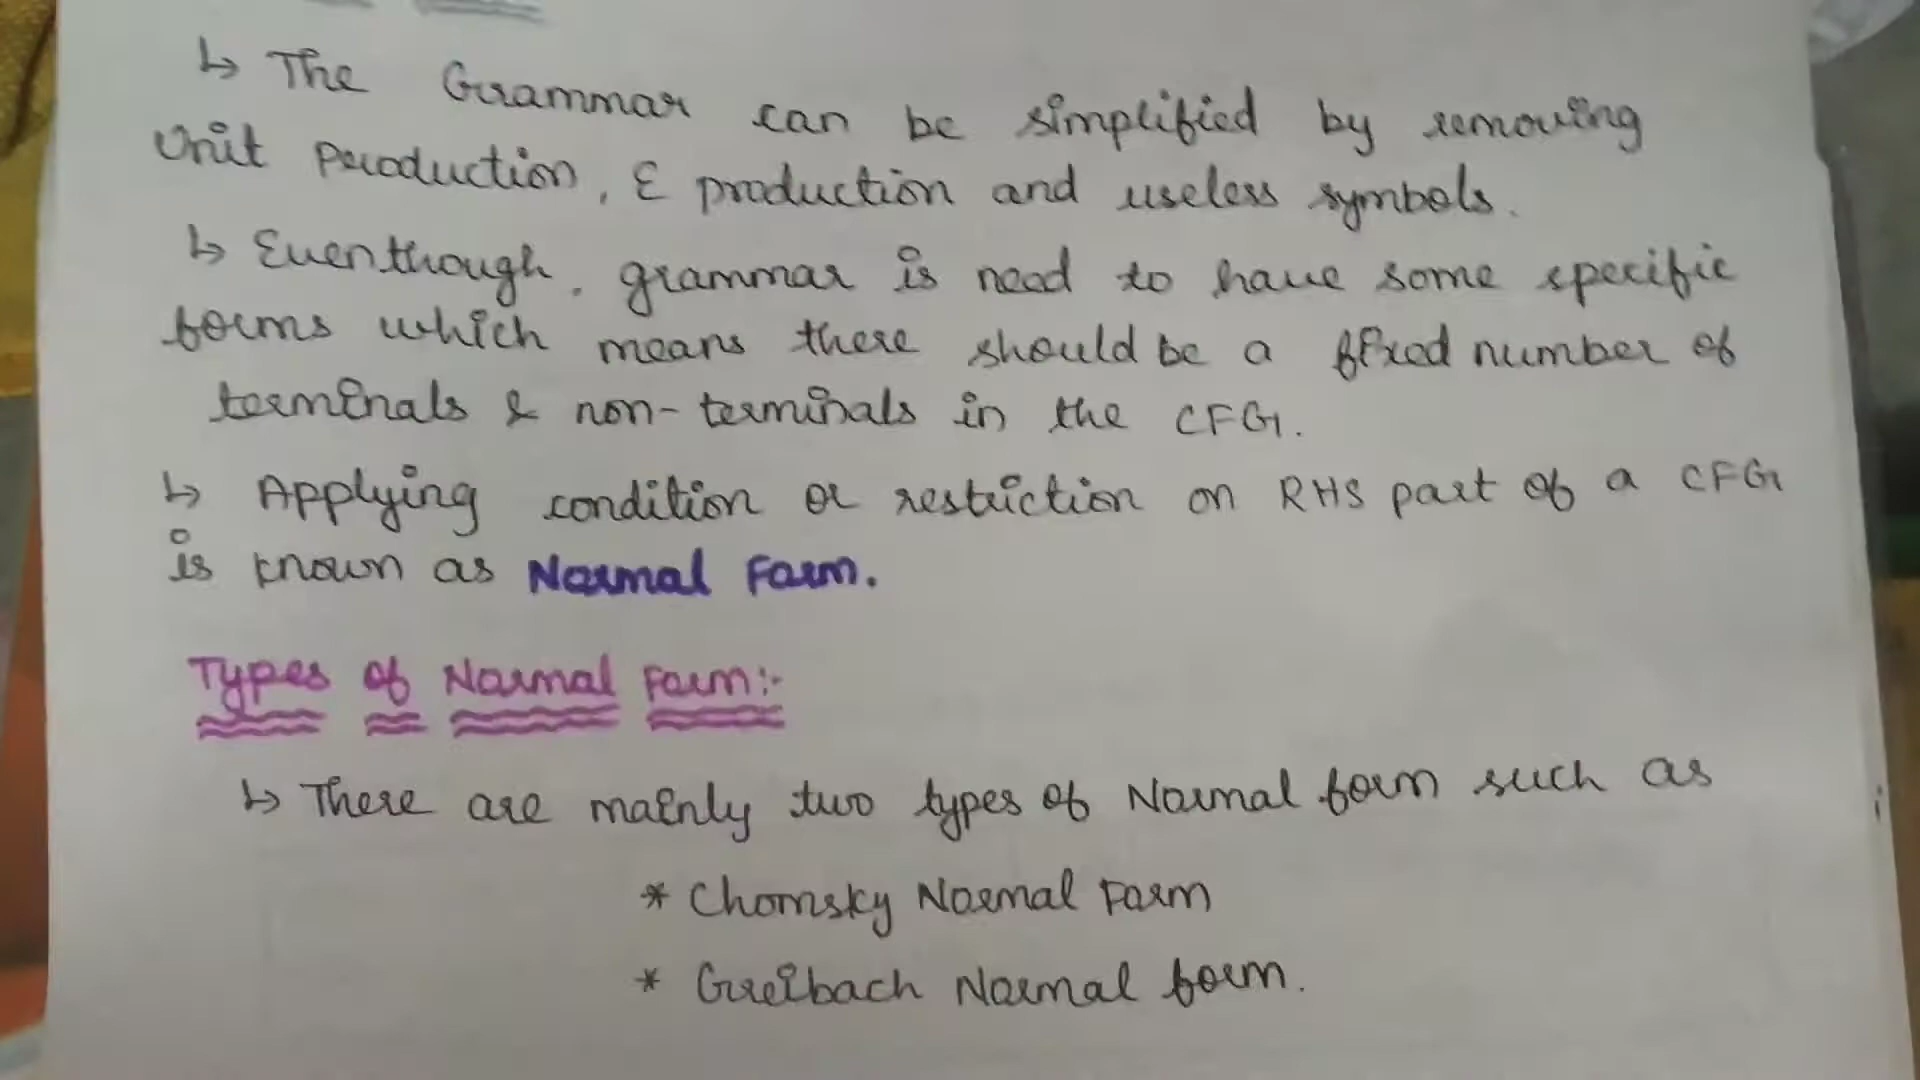 ↳ The Grammar can be simplified by removing
Unit production, ε production and useless symbols.
↳ Eventhough, grammar is need to have some specific
forms which means there should be a fixed number of
terminals & non-terminals in the CFG.
↳ Applying condition or restriction on RHS part of a CFG
is known as Normal Form.
Types of Normal Form:-
↳ There are mainly two types of Normal form such as
* Chomsky Normal Form
* Greibach Normal form.